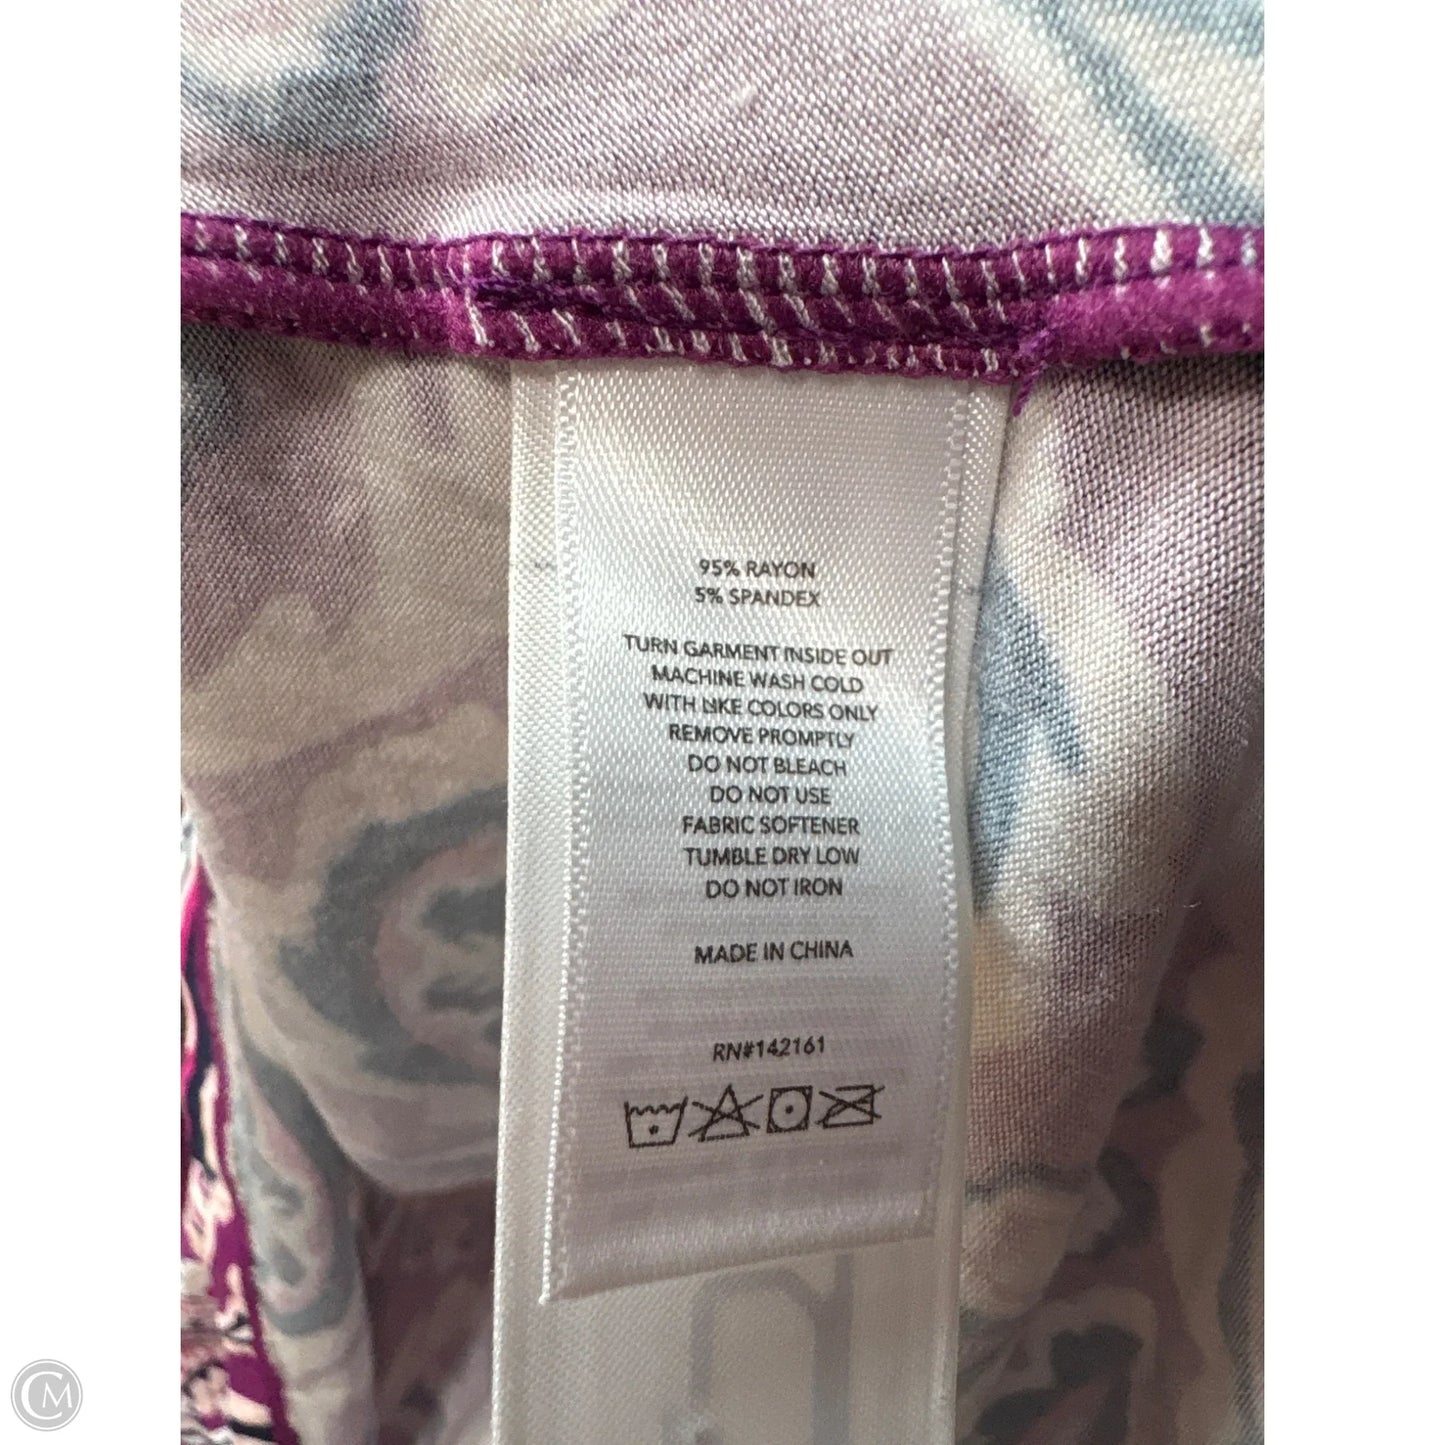 95% RAYON
5% SPANDEX
TURN GARMENT INSIDE OUT
MACHINE WASH COLD
WITH LIKE COLORS ONLY
REMOVE PROMPTLY
DO NOT BLEACH
DO NOT USE
FABRIC SOFTENER
TUMBLE DRY LOW
DO NOT IRON
MADE IN CHINA
RN#142161
CM